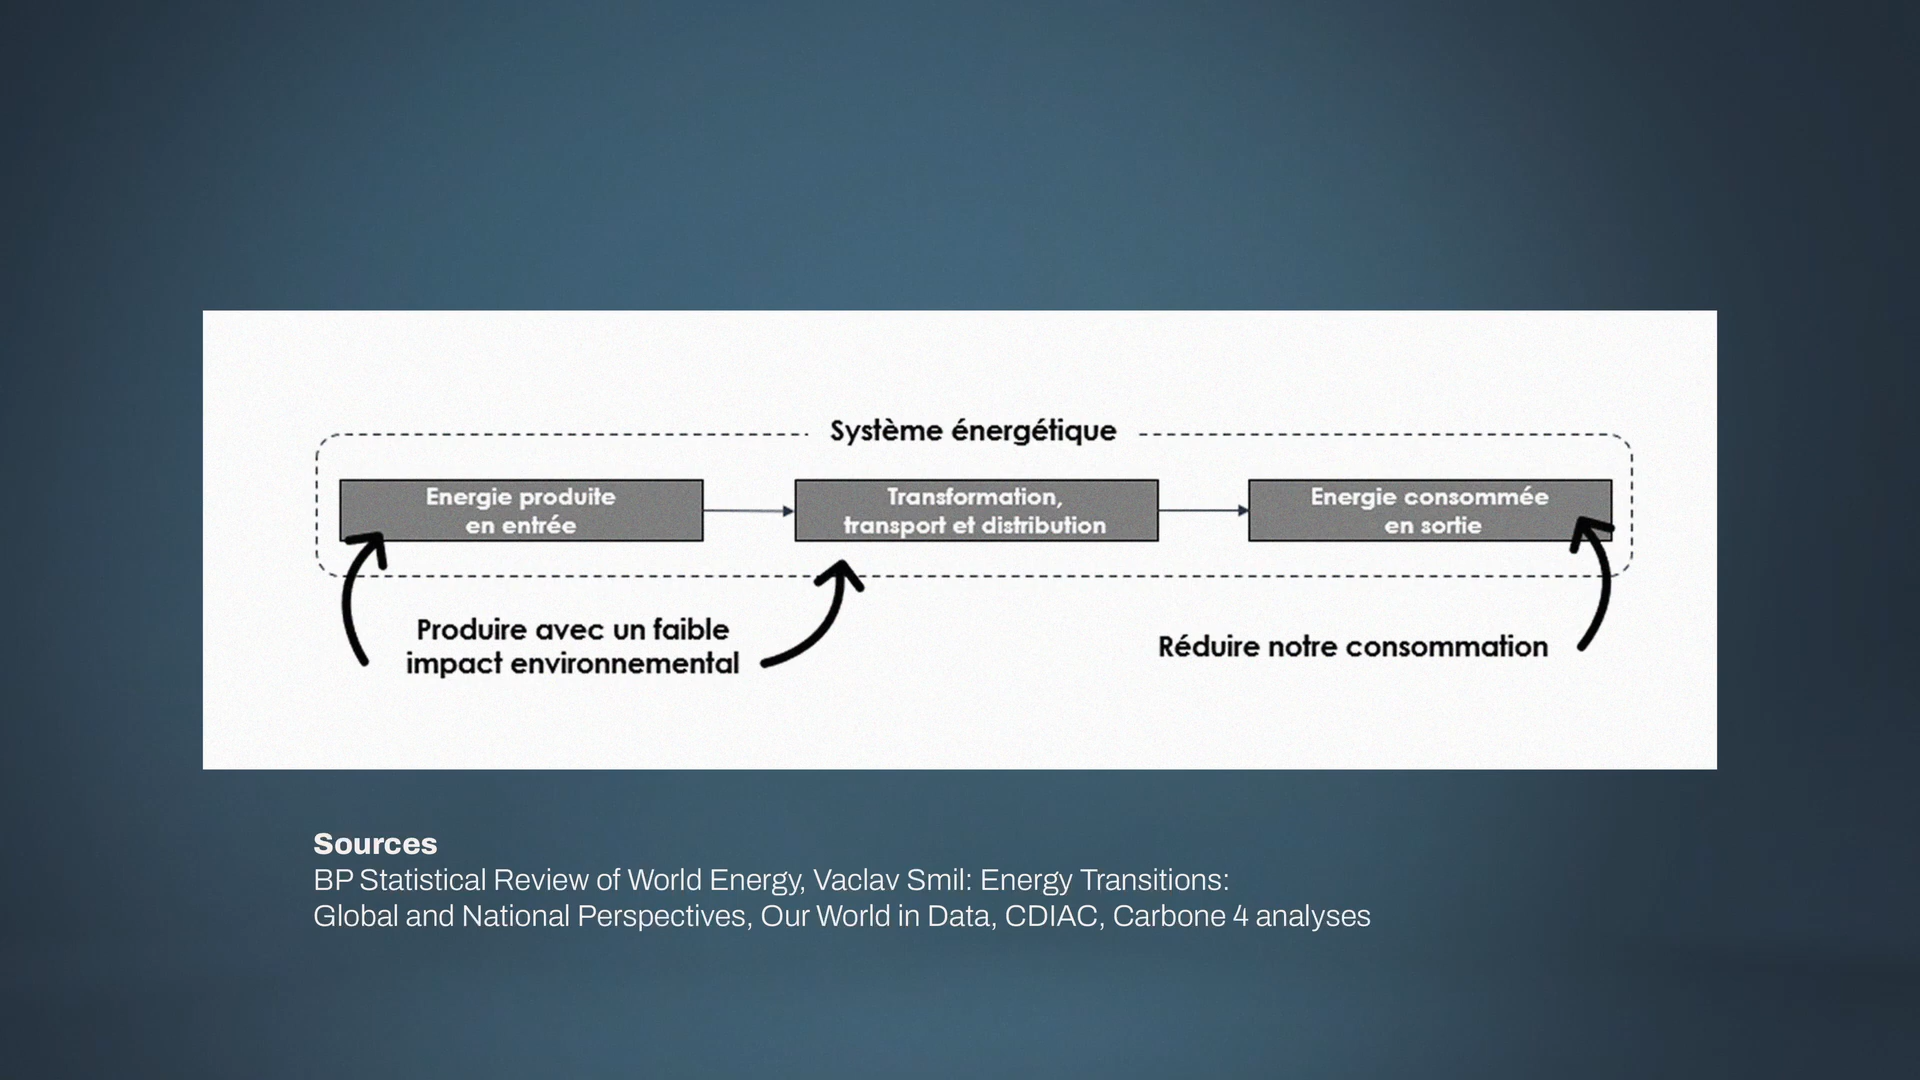 Système énergétique
Energie produite
en entrée
Transformation,
transport et distribution
Energie consommée
en sortie
Produire avec un faible
impact environnemental
Réduire notre consommation
Sources
BP Statistical Review of World Energy, Vaclav Smil: Energy Transitions:
Global and National Perspectives, Our World in Data, CDIAC, Carbone 4 analyses